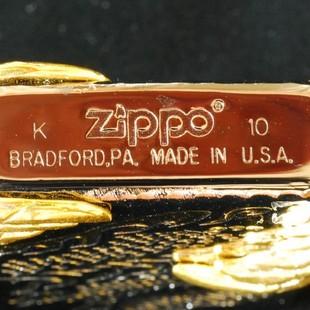 K zippo® 10
BRADFORD,PA. MADE IN U.S.A.